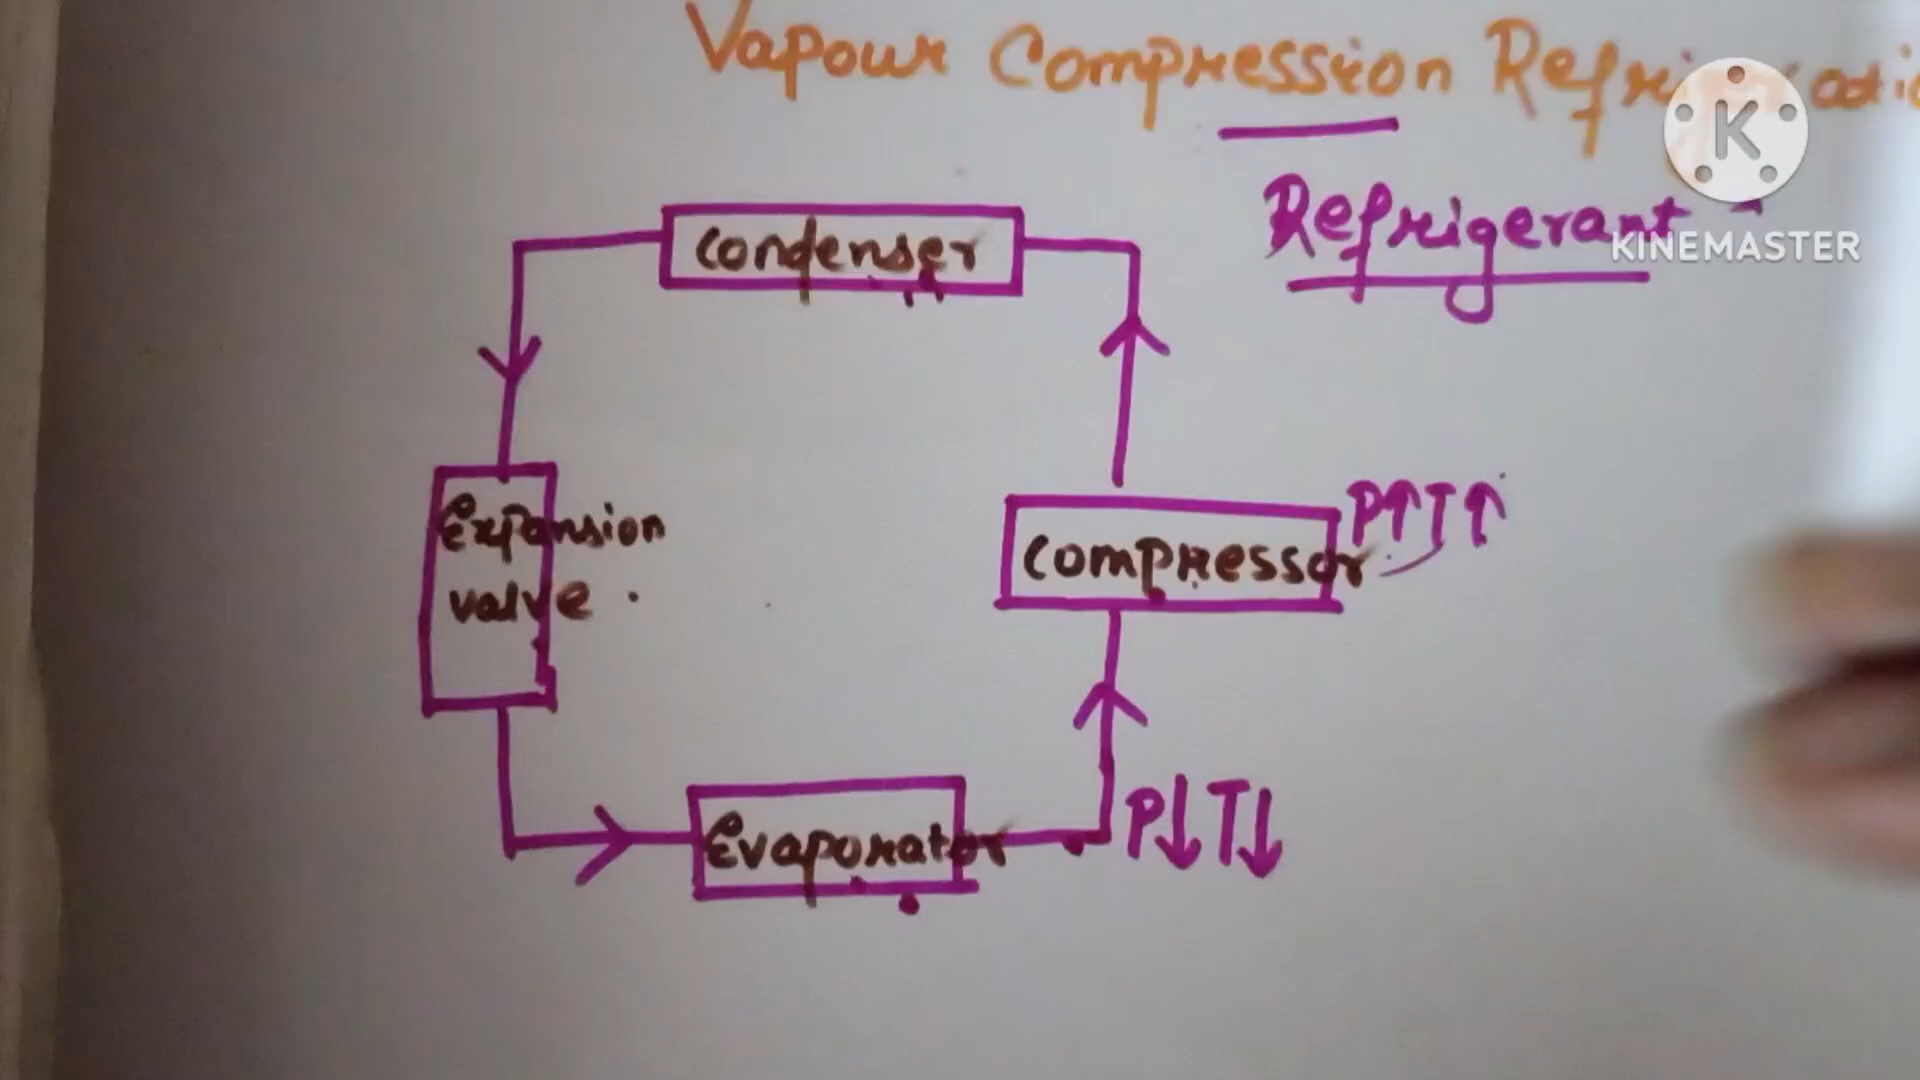 Vapour Compression
Refrigerant
KINEMASTER
Condenser
Expansion
valve
P↑T↑
Compressor
Evaporator
P↓T↓